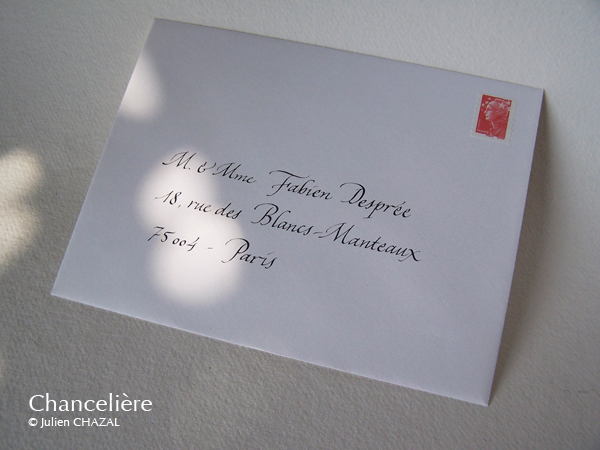 M. & Mme Fabien Desprée
18, rue des Blancs-Manteaux
75004 - Paris
Chancelière
© Julien CHAZAL